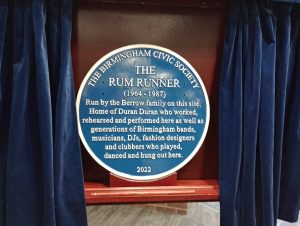 THE BIRMINGHAM CIVIC SOCIETY
THE
RUM RUNNER
(1964 - 1987)
Run by the Berrow family on this site.
Home of Duran Duran who worked,
rehearsed and performed here as well as
generations of Birmingham bands,
musicians, DJs, fashion designers
and clubbers who played,
danced and hung out here.
2022